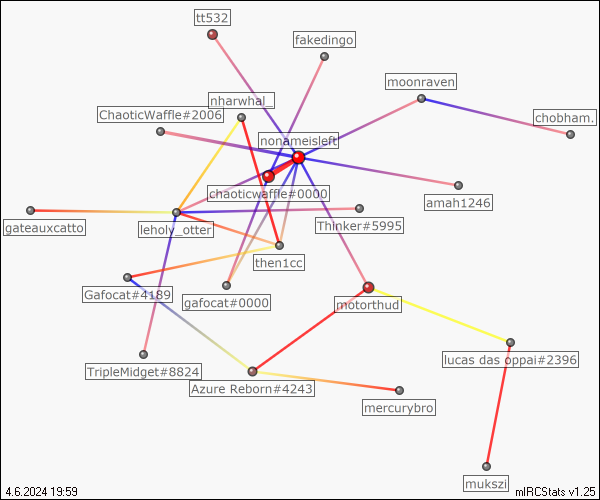 tt532
fakedingo
moonraven
nharwhal_
ChaoticWaffle#2006
chobham.
nonameisleft
chaoticwaffle#0000
amah1246
gateauxcatto
leholy_otter
Thinker#5995
then1cc
Gafocat#4189
gafocat#0000
motorthud
lucas das oppai#2396
TripleMidget#8824
Azure Reborn#4243
mercurybro
mukszi
4.6.2024 19:59
mIRCStats v1.25